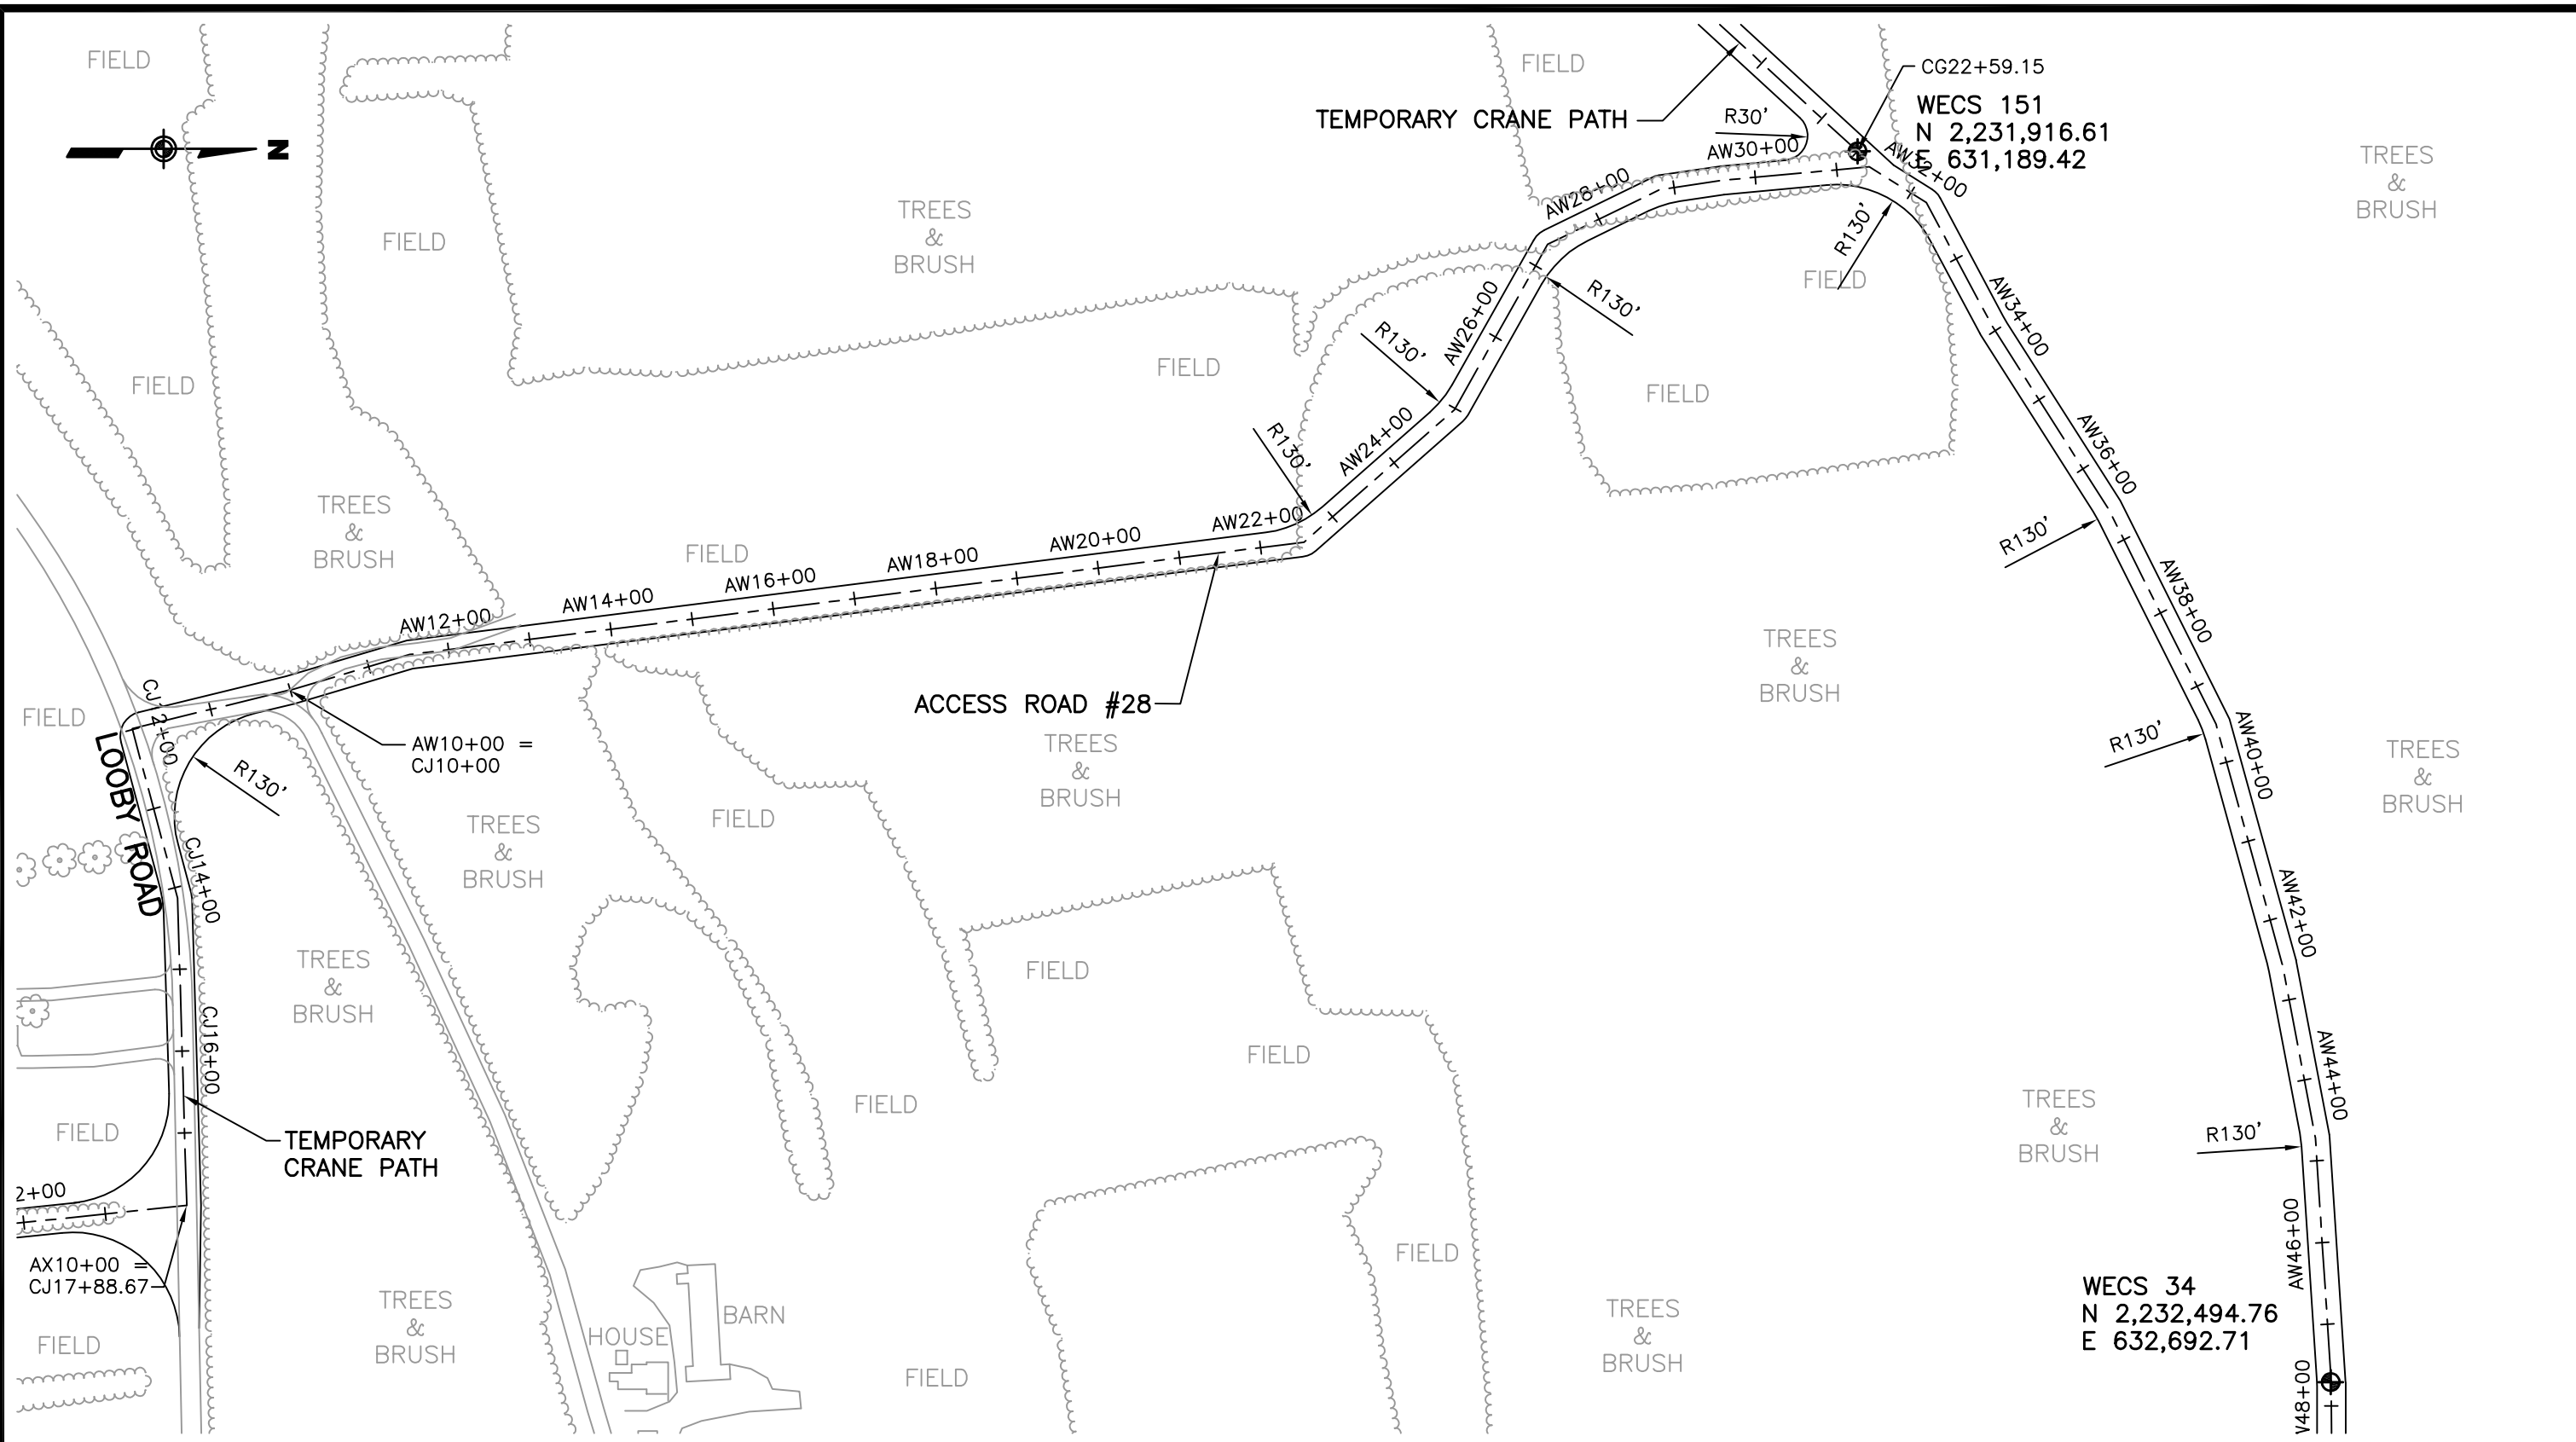 FIELD
FIELD
TEMPORARY CRANE PATH
R30'
CG22+59.15
WECS 151
N 2,231,916.61
E 631,189.42
N
AW30+00
AW32+00
TREES
&
BRUSH
AW28+00
TREES
&
BRUSH
FIELD
R130'
FIELD
AW26+00
R130'
R130'
AW34+00
FIELD
FIELD
FIELD
AW24+00
R130'
AW36+00
TREES
&
BRUSH
AW22+00
AW20+00
AW18+00
FIELD
R130'
AW16+00
AW14+00
AW12+00
AW38+00
TREES
&
BRUSH
FIELD
CJ12+00
ACCESS ROAD #28
AW10+00 =
CJ10+00
TREES
&
BRUSH
R130'
AW40+00
TREES
&
BRUSH
LOOBY ROAD
R130'
FIELD
TREES
&
BRUSH
CJ14+00
AW42+00
TREES
&
BRUSH
FIELD
CJ16+00
FIELD
AW44+00
FIELD
TREES
&
BRUSH
FIELD
TEMPORARY
CRANE PATH
R130'
2+00
AX10+00 =
CJ17+88.67
FIELD
AW46+00
WECS 34
N 2,232,494.76
E 632,692.71
TREES
&
BRUSH
BARN
HOUSE
TREES
&
BRUSH
FIELD
FIELD
V48+00